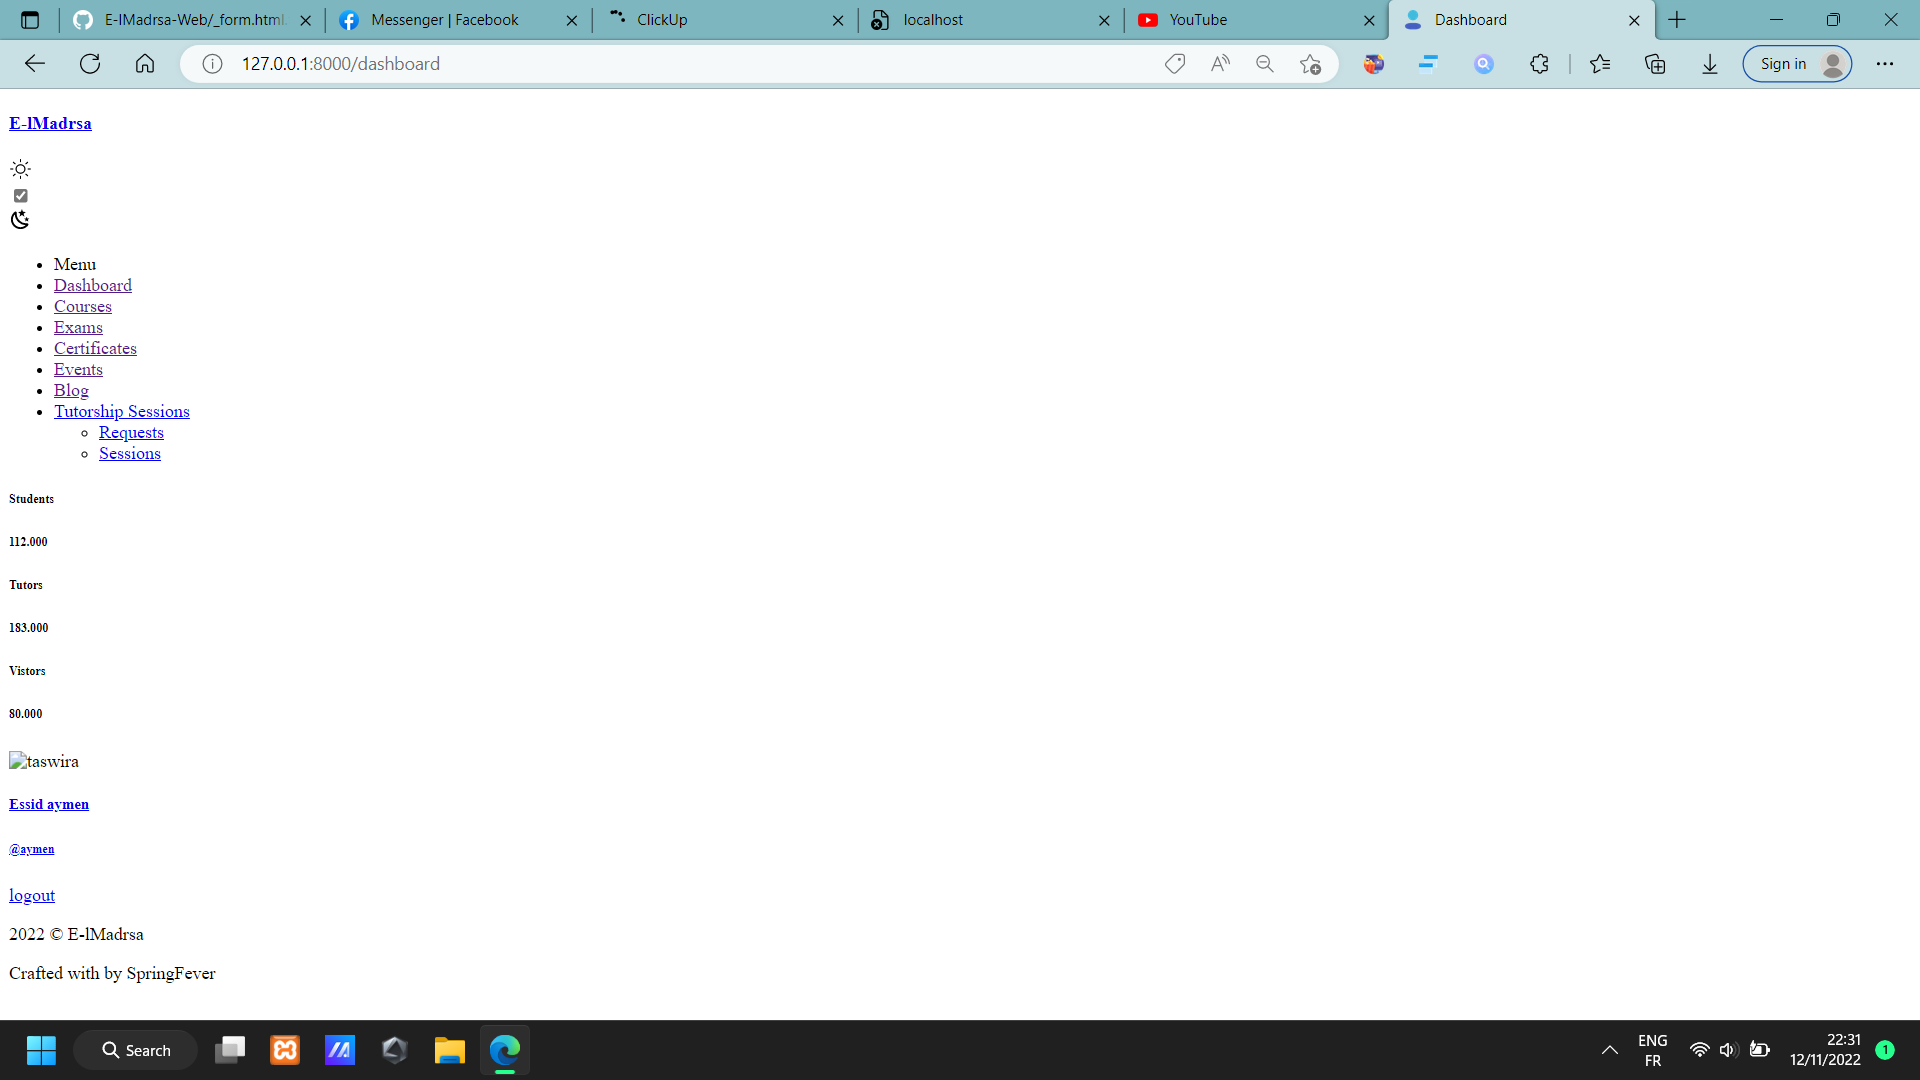 E-lMadrsa-Web/_form.html.
Messenger | Facebook
ClickUp
localhost
YouTube
Dashboard
127.0.0.1:8000/dashboard
Sign in
E-lMadrsa
Menu
Dashboard
Courses
Exams
Certificates
Events
Blog
Tutorship Sessions
Requests
Sessions
Students
112.000
Tutors
183.000
Vistors
80.000
taswira
Essid aymen
@aymen
logout
2022 © E-lMadrsa
Crafted with by SpringFever
Search
ENG
FR
22:31
12/11/2022
1